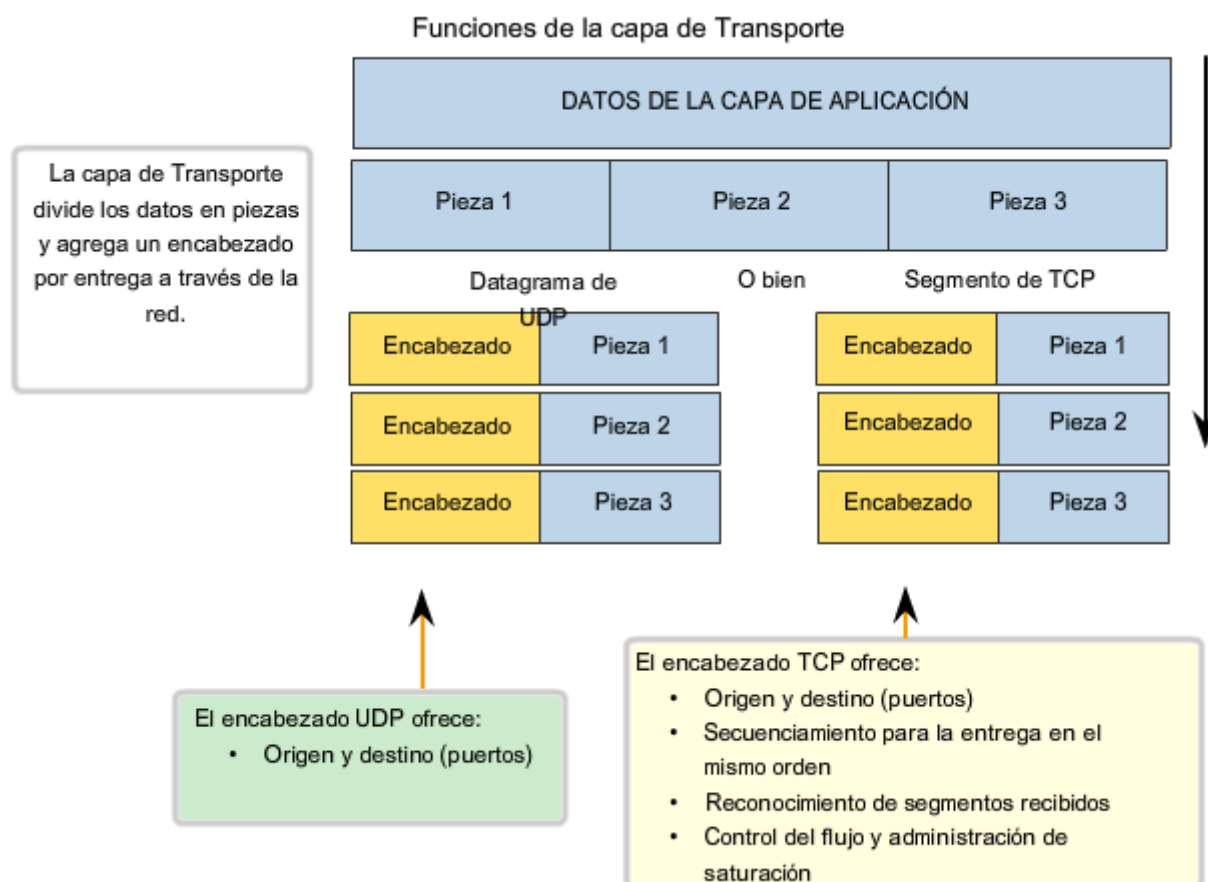 Funciones de la capa de Transporte
DATOS DE LA CAPA DE APLICACIÓN
La capa de Transporte
divide los datos en piezas
y agrega un encabezado
por entrega a través de la
red.
Pieza 1
Pieza 2
Pieza 3
Datagrama de
UDP
O bien
Segmento de TCP
Encabezado
Pieza 1
Encabezado
Pieza 1
Encabezado
Pieza 2
Encabezado
Pieza 2
Encabezado
Pieza 3
Encabezado
Pieza 3
El encabezado UDP ofrece:
• Origen y destino (puertos)
El encabezado TCP ofrece:
• Origen y destino (puertos)
• Secuenciamiento para la entrega en el
mismo orden
• Reconocimiento de segmentos recibidos
• Control del flujo y administración de
saturación